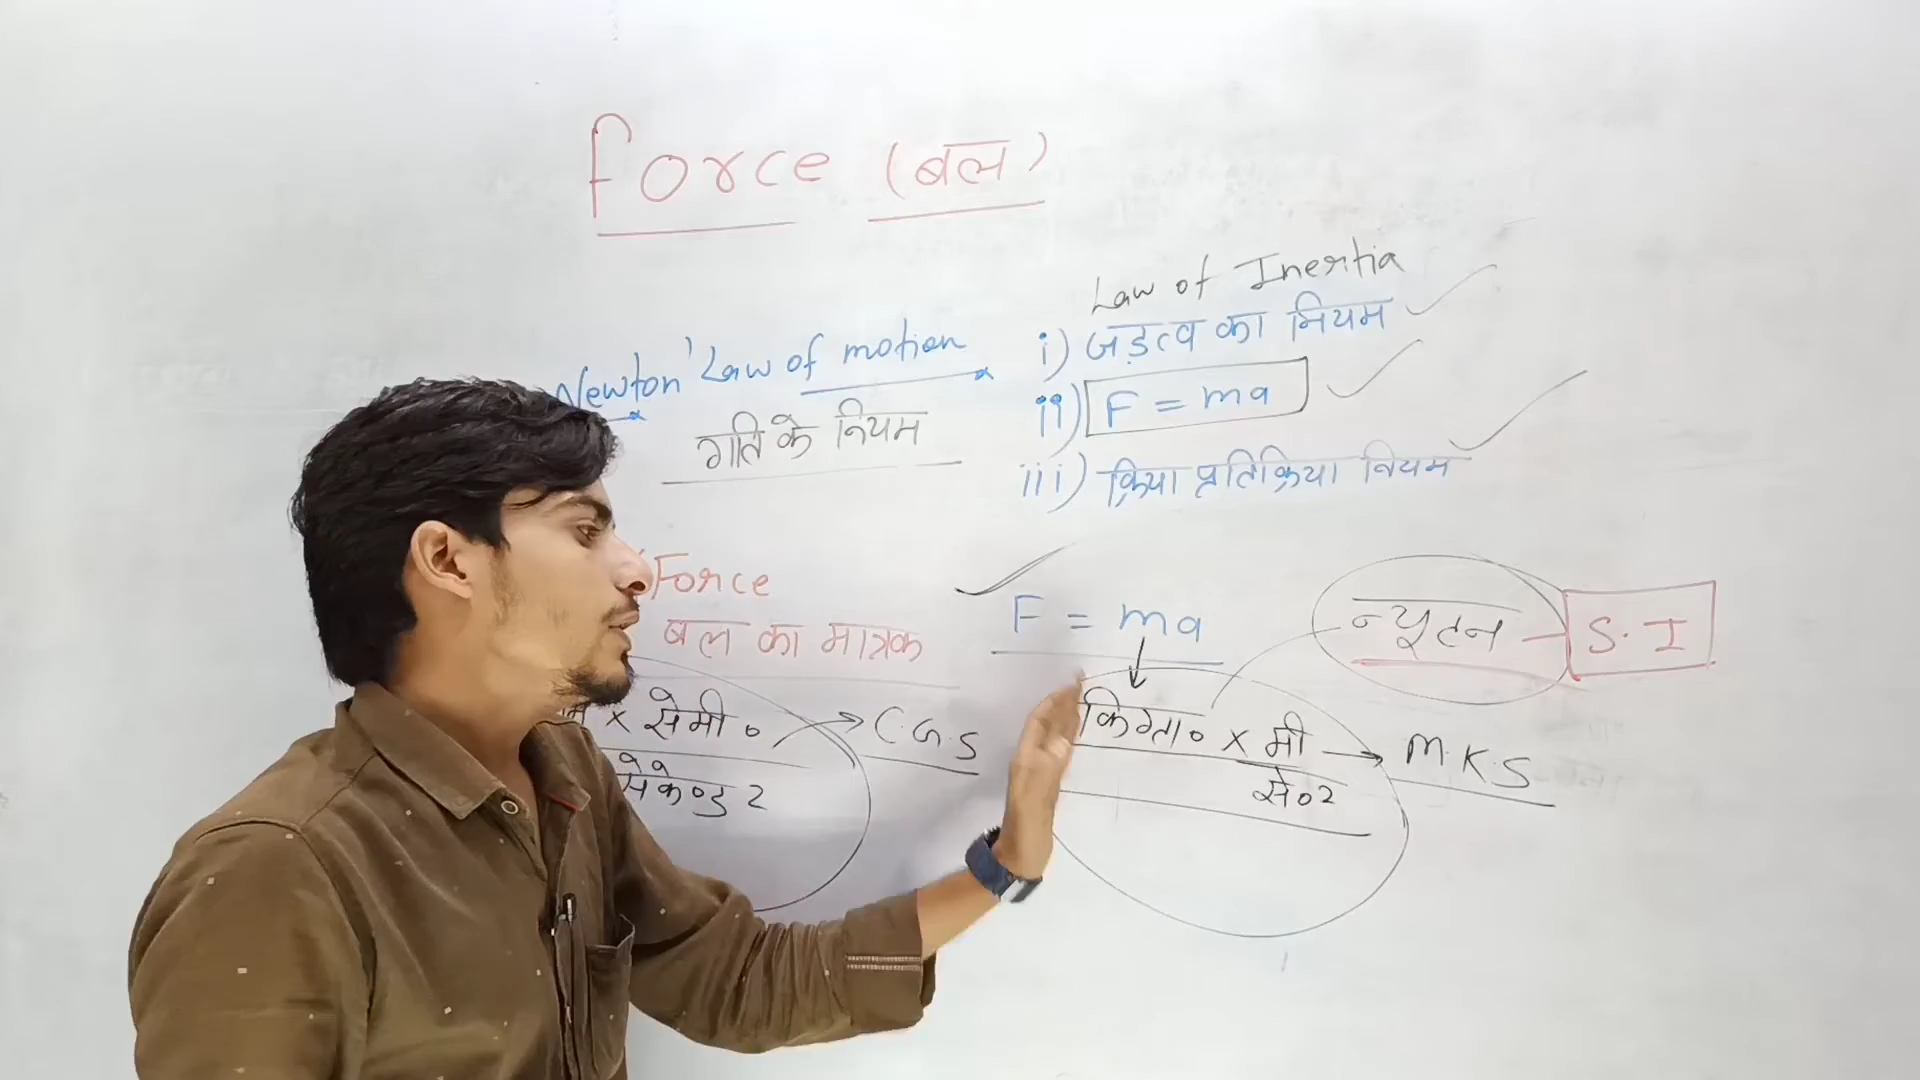 Force (बल)
Law of Inertia
Newton' Law of motion
i) जड़त्व का नियम
गति के नियम
ii) F = ma
iii) क्रिया प्रतिक्रिया नियम
Force
बल का मात्रक
F = ma
न्यूटन
S.I
x सेमी०
C.G.S
सेकेण्ड 2
किग्रा० x मी
M.K.S
से०2